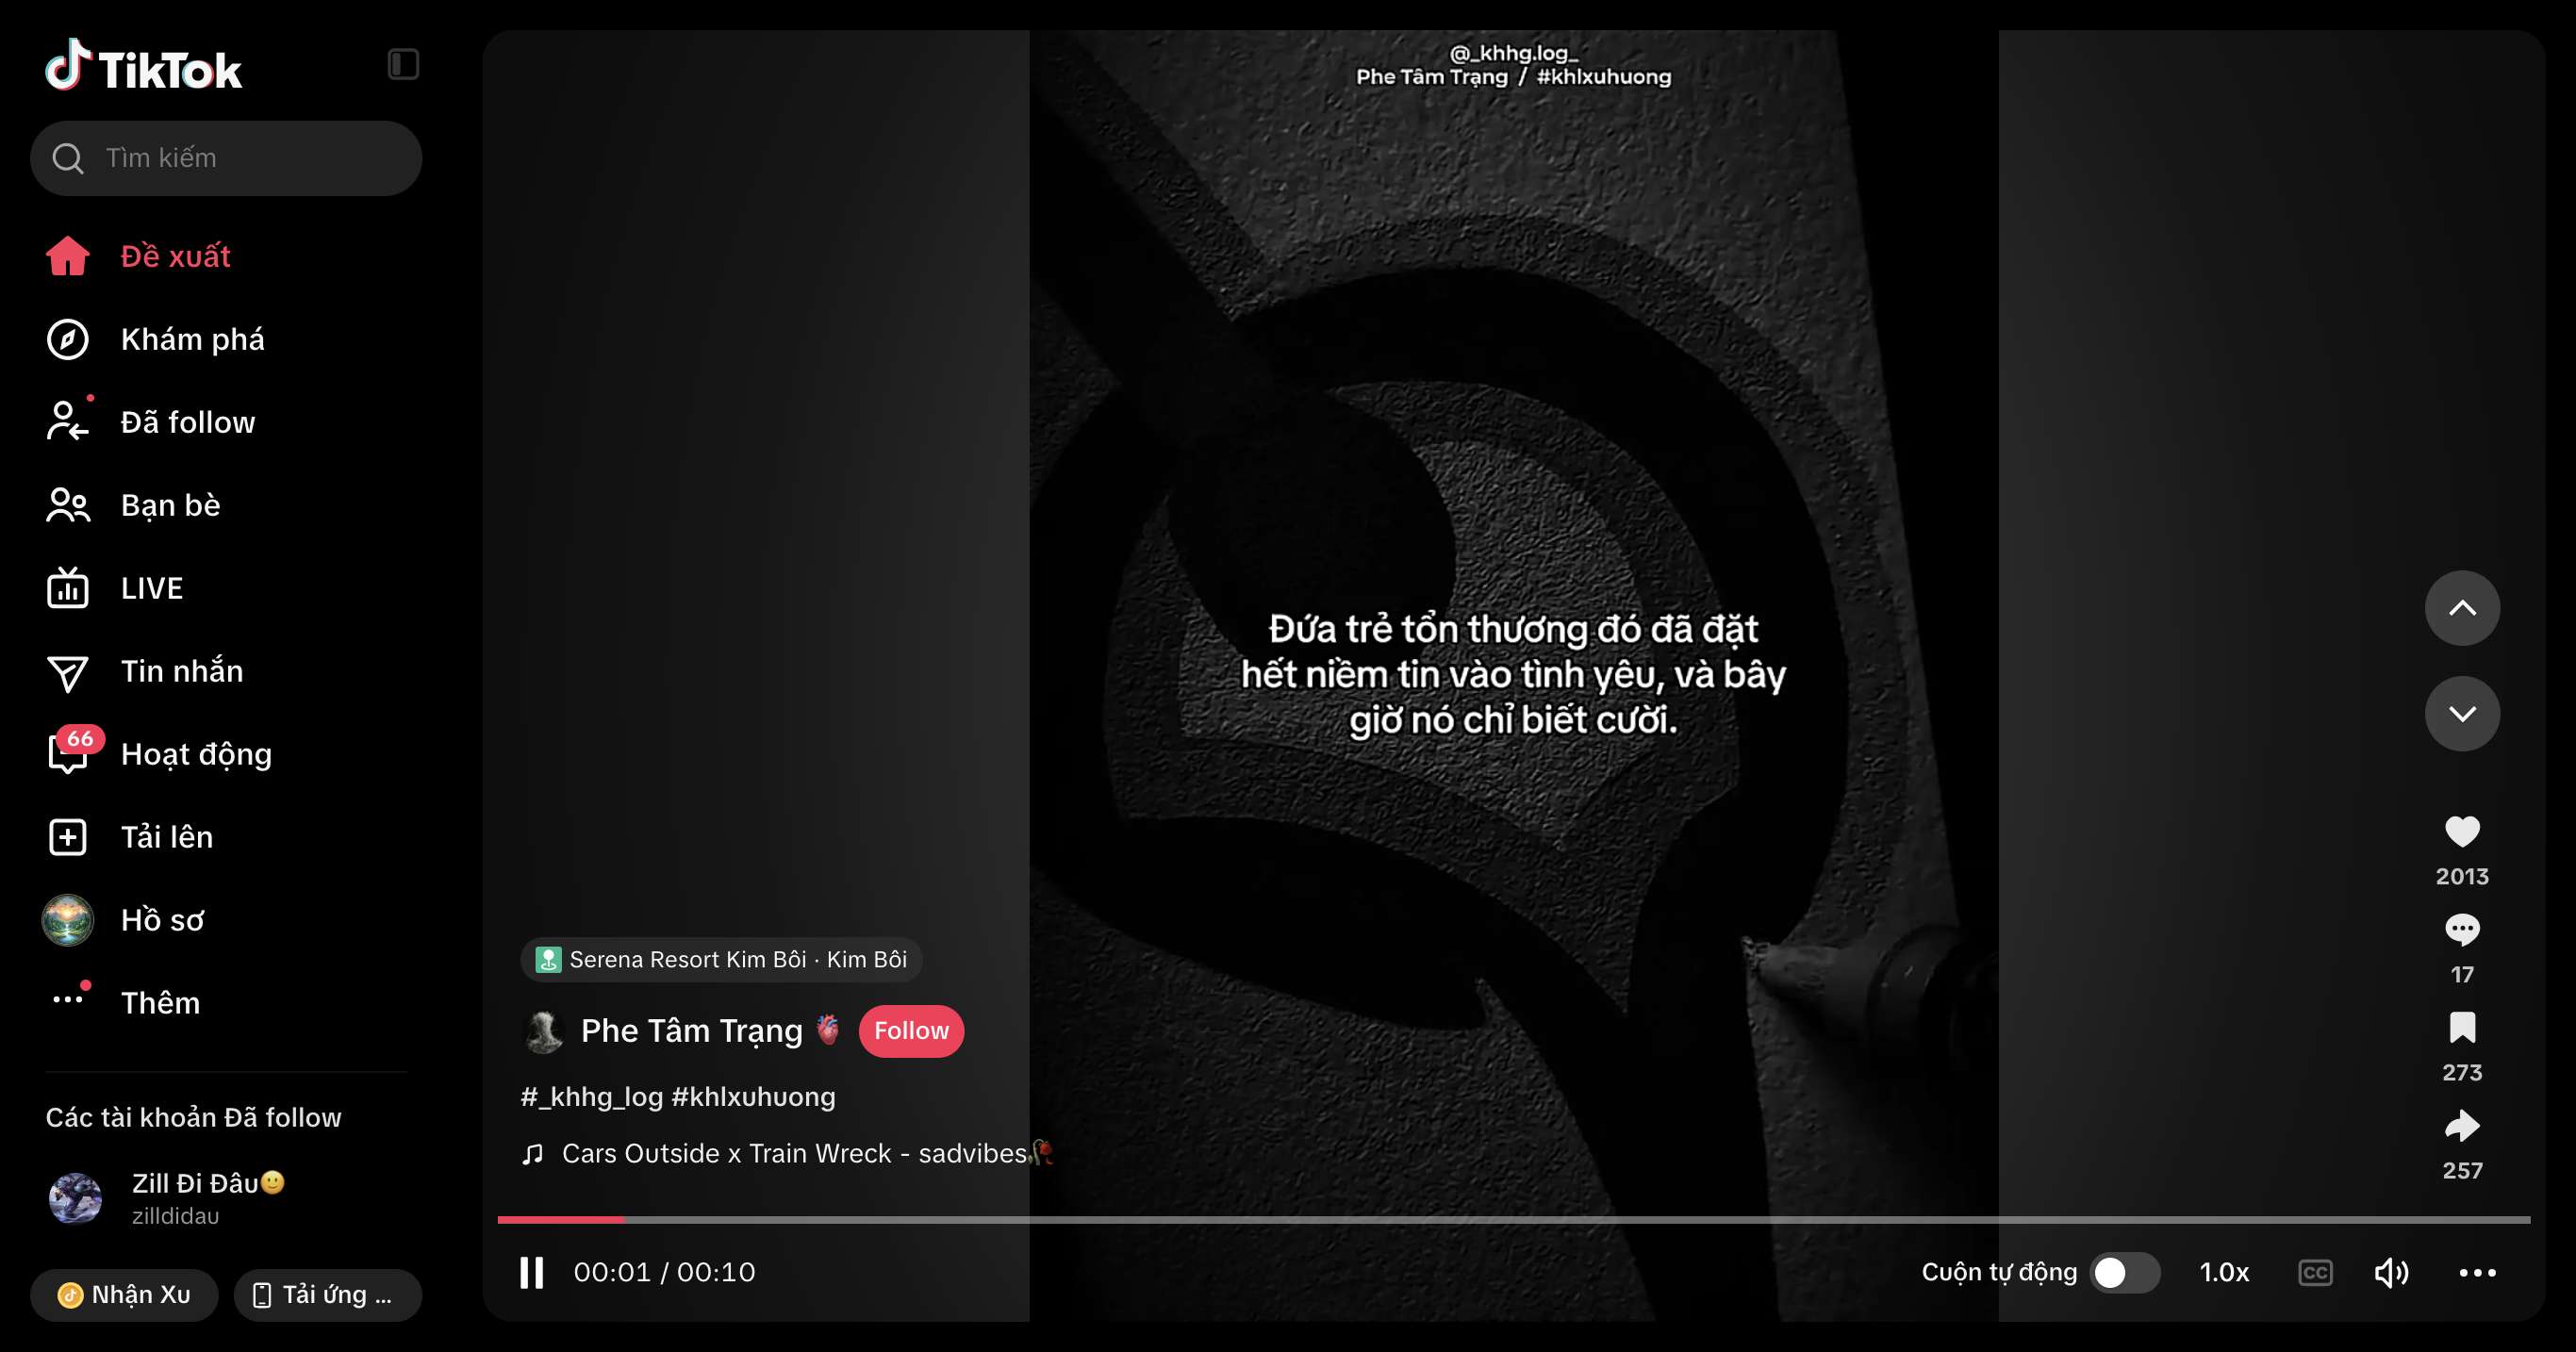 TikTok
Tìm kiếm
Đề xuất
Khám phá
Đã follow
Bạn bè
LIVE
Tin nhắn
66
Hoạt động
Tải lên
Hồ sơ
Thêm
Các tài khoản Đã follow
Zill Đi Đâu🙂
zilldidau
Nhận Xu
Tải ứng ...
@_khhg.log_
Phe Tâm Trạng / #khlxuhuong
Đứa trẻ tổn thương đó đã đặt
hết niềm tin vào tình yêu, và bây
giờ nó chỉ biết cười.
Serena Resort Kim Bôi · Kim Bôi
Phe Tâm Trạng 🫀 Follow
#_khhg_log #khlxuhuong
Cars Outside x Train Wreck - sadvibes🥀
00:01 / 00:10
2013
17
273
257
Cuộn tự động
1.0x
CC